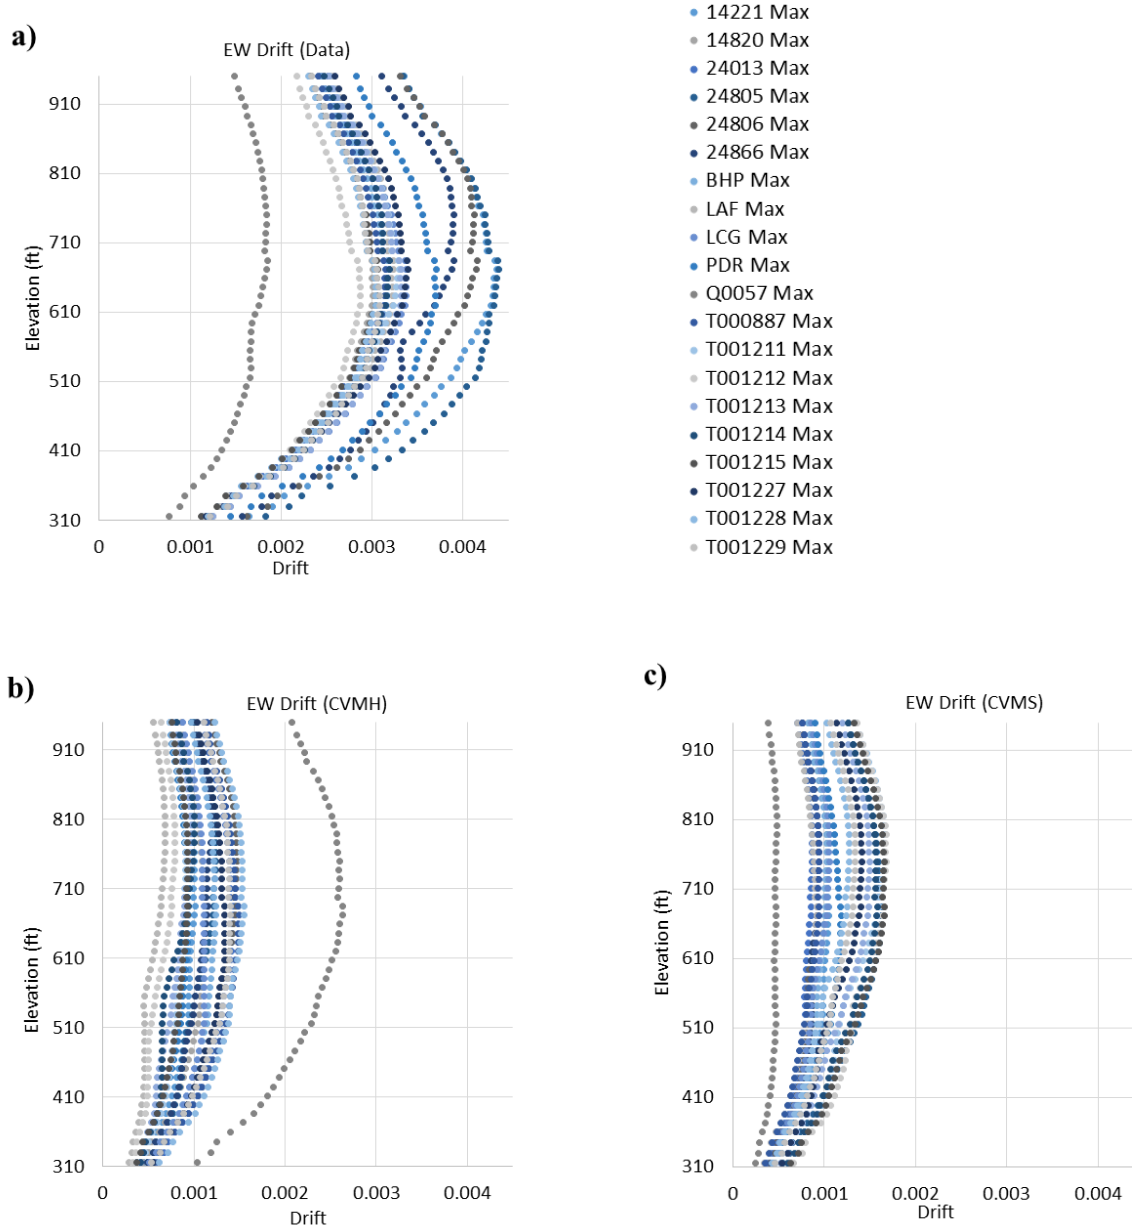 a)
EW Drift (Data)
910
810
710
610
510
410
310
Elevation (ft)
0 0.001 0.002 0.003 0.004
Drift
14221 Max
14820 Max
24013 Max
24805 Max
24806 Max
24866 Max
BHP Max
LAF Max
LCG Max
PDR Max
Q0057 Max
T000887 Max
T001211 Max
T001212 Max
T001213 Max
T001214 Max
T001215 Max
T001227 Max
T001228 Max
T001229 Max
b)
EW Drift (CVMH)
910
810
710
610
510
410
310
Elevation (ft)
0 0.001 0.002 0.003 0.004
Drift
c)
EW Drift (CVMS)
910
810
710
610
510
410
310
Elevation (ft)
0 0.001 0.002 0.003 0.004
Drift